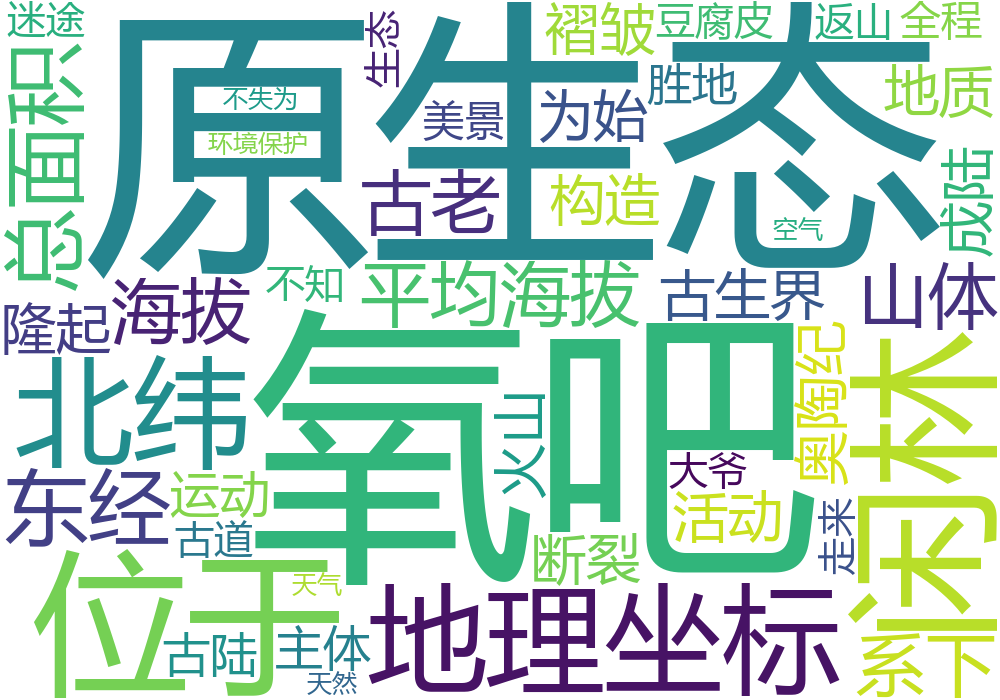 迷途
生态
褶皱
豆腐皮
返山
全程
原生态
总面积
不失为
美景
为始
胜地
地质
环境保护
古老
构造
成陆
空气
不知
平均海拔
古生界
山体
隆起
海拔
北纬
氧吧
火山
奥陶纪
闲林
东经
运动
大爷
活动
走来
古道
断裂
位于
天气
地理坐标
系下
古陆
主体
天然